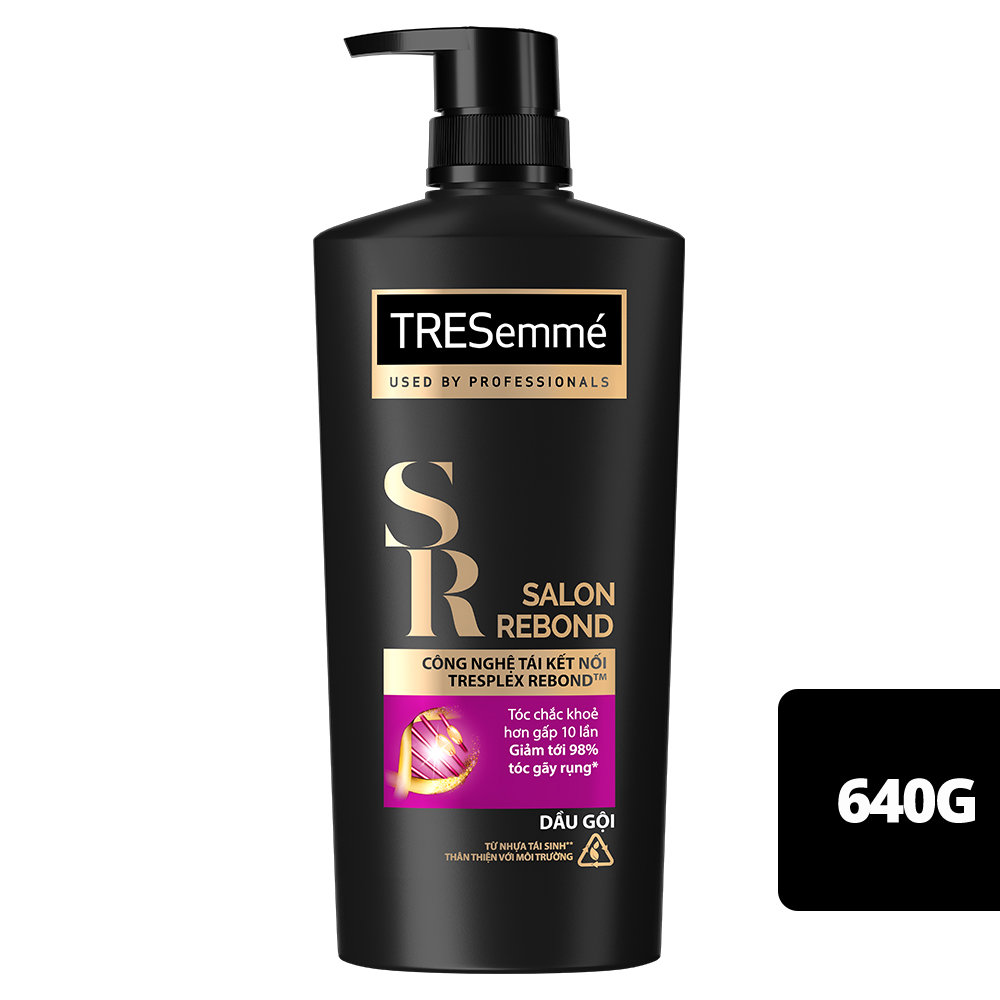 TRESemmé
USED BY PROFESSIONALS
SR
SALON
REBOND
CÔNG NGHỆ TÁI KẾT NỐI
TRESPLEX REBOND™
Tóc chắc khoẻ
hơn gấp 10 lần
Giảm tới 98%
tóc gãy rụng*
DẦU GỘI
TỪ NHỰA TÁI SINH**
THÂN THIỆN VỚI MÔI TRƯỜNG
640G